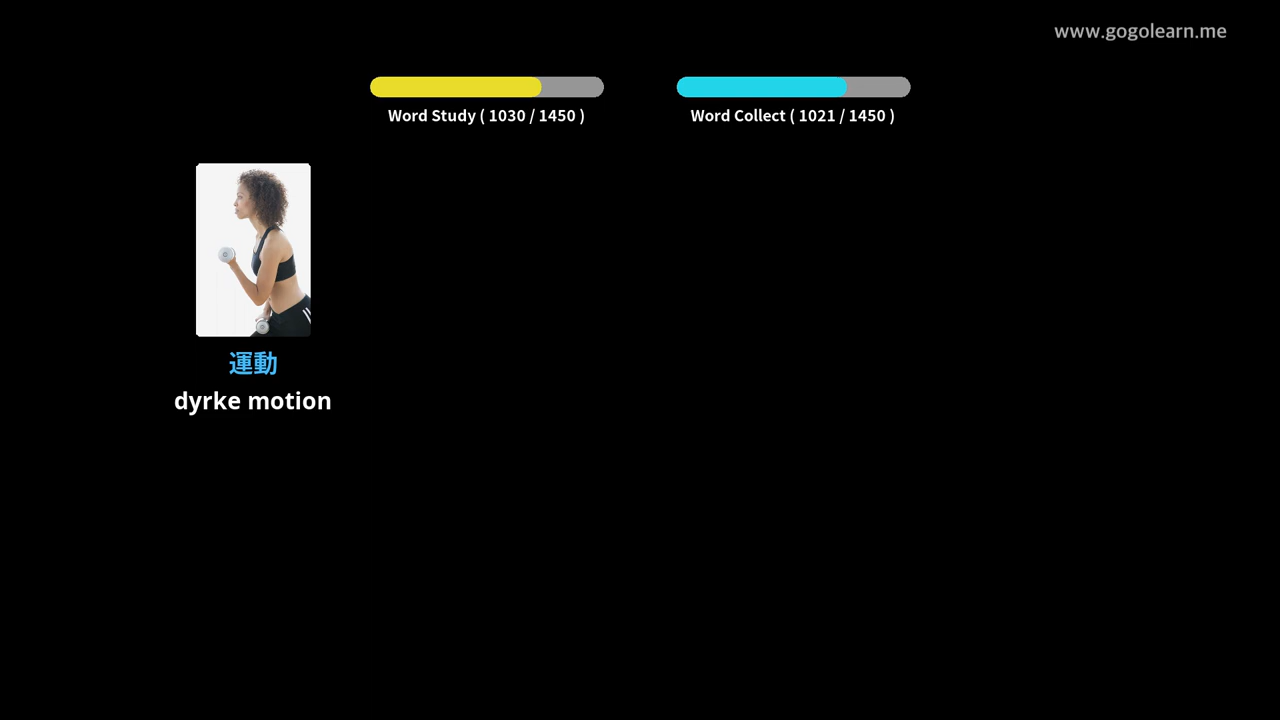 www.gogolearn.me
Word Study ( 1030 / 1450 )
Word Collect ( 1021 / 1450 )
運動
dyrke motion